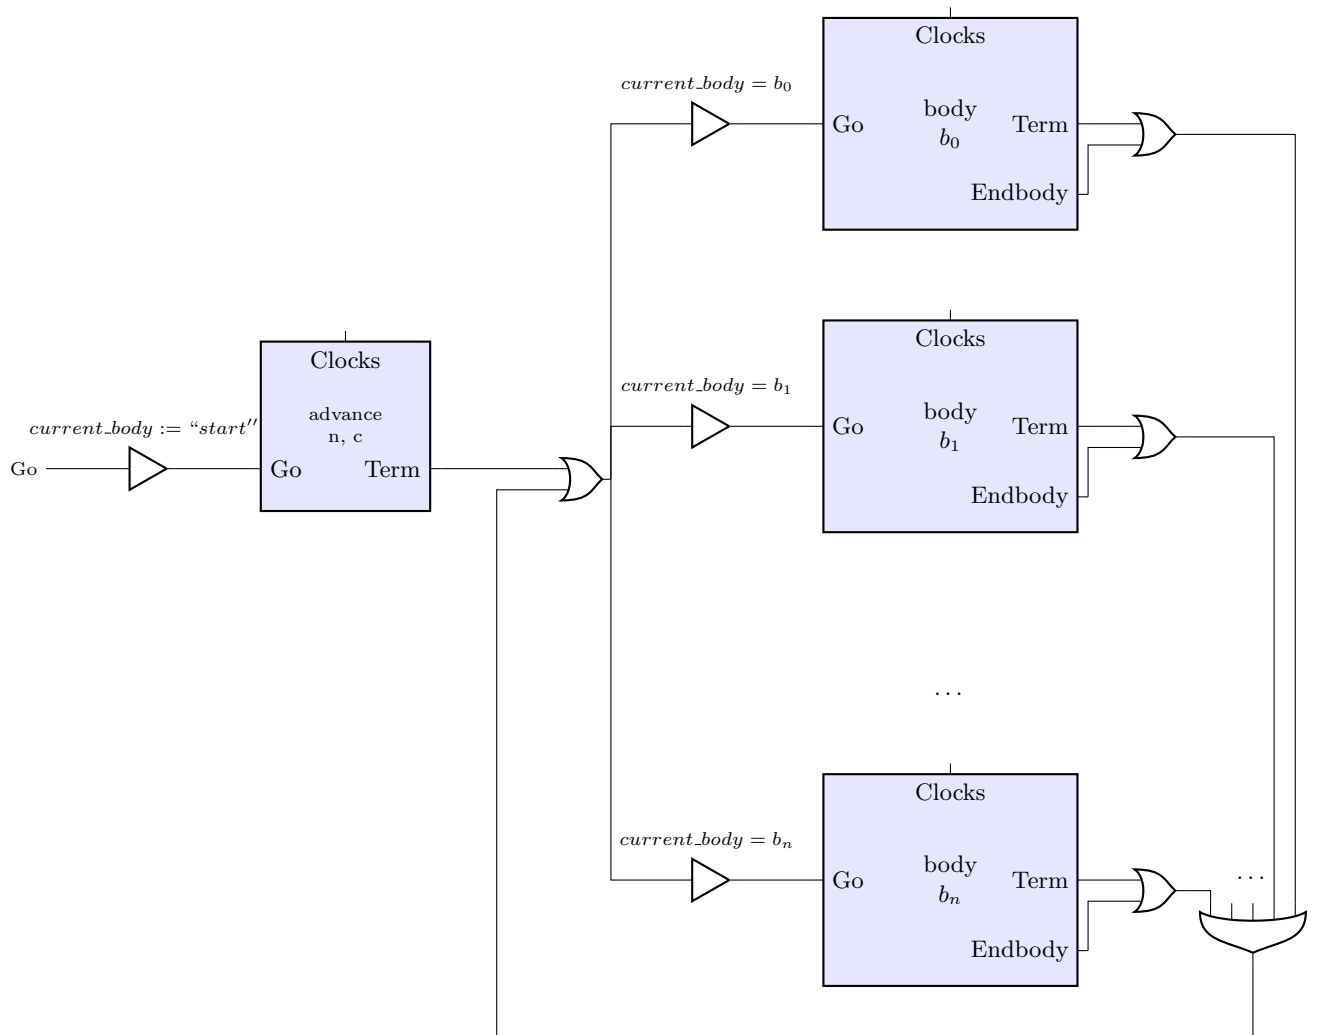 current_body = b₀
Clocks
body
b₀
Go
Term
Endbody
current_body = b₁
Clocks
body
b₁
Go
Term
Endbody
current_body := “start″
Go
Clocks
advance
n, c
Go
Term
...
current_body = bₙ
Clocks
body
bₙ
Go
Term
Endbody
...